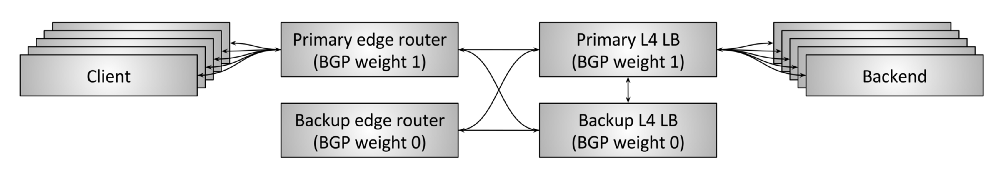 Client
Primary edge router
(BGP weight 1)
Backup edge router
(BGP weight 0)
Primary L4 LB
(BGP weight 1)
Backup L4 LB
(BGP weight 0)
Backend